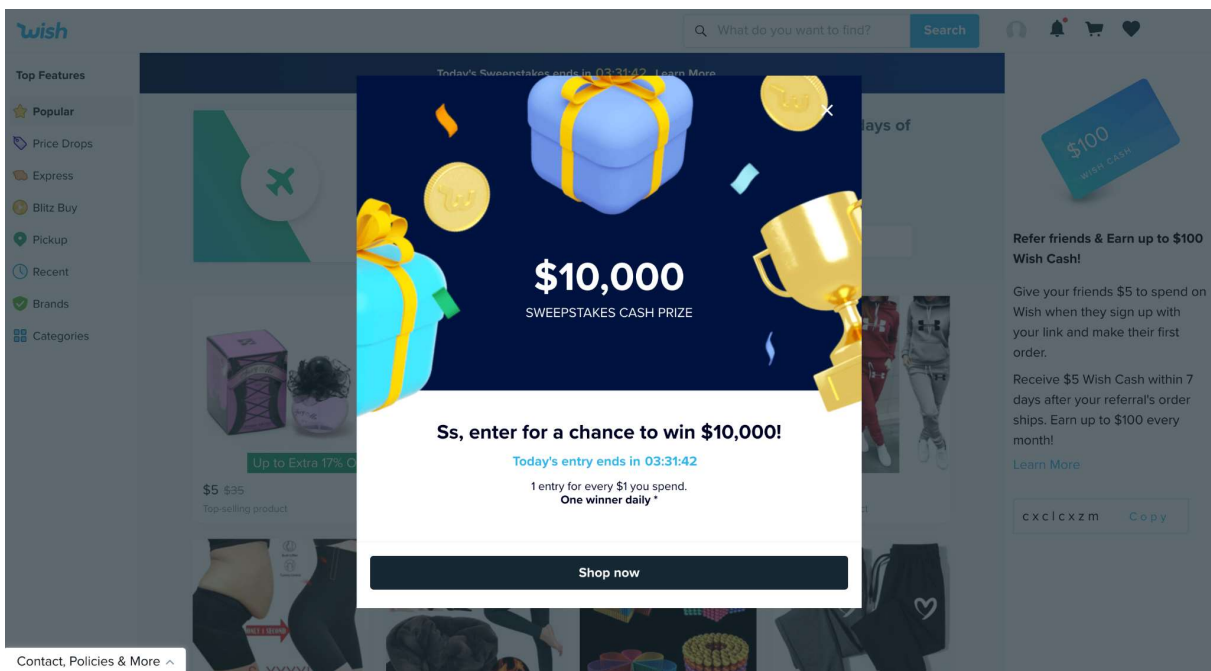 wish
What do you want to find?
Search
Top Features
Popular
Price Drops
Express
Blitz Buy
Pickup
Recent
Brands
Categories
Today's Sweepstakes ends in 03:31:42 Learn More
days of
$10,000
SWEEPSTAKES CASH PRIZE
Ss, enter for a chance to win $10,000!
Today's entry ends in 03:31:42
1 entry for every $1 you spend.
One winner daily *
Shop now
Up to Extra 17% O
$5 $35
Top-selling product
$100
WISH CASH
Refer friends & Earn up to $100
Wish Cash!
Give your friends $5 to spend on
Wish when they sign up with
your link and make their first
order.
Receive $5 Wish Cash within 7
days after your referral's order
ships. Earn up to $100 every
month!
Learn More
cxclcxzm Copy
Contact, Policies & More